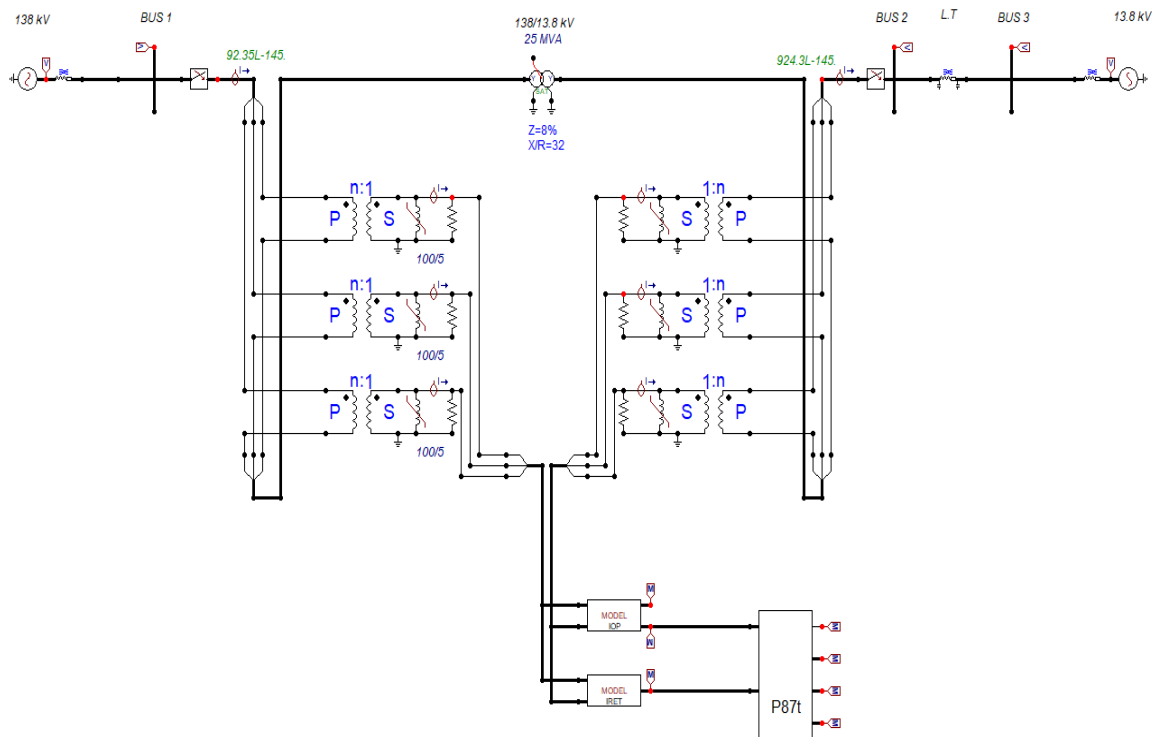 138 kV
BUS 1
138/13.8 kV
25 MVA
BUS 2
L.T
BUS 3
13.8 kV
V
V
92.35L-145.
I
Y
Y
SAT
924.3L-145.
I
V
V
V
Z=8%
X/R=32
n:1
P
S
I
100/5
1:n
I
S
P
n:1
P
S
I
100/5
1:n
I
S
P
n:1
P
S
I
100/5
1:n
I
S
P
MODEL
IOP
M
M
MODEL
IRET
M
P87t
M
M
M
M